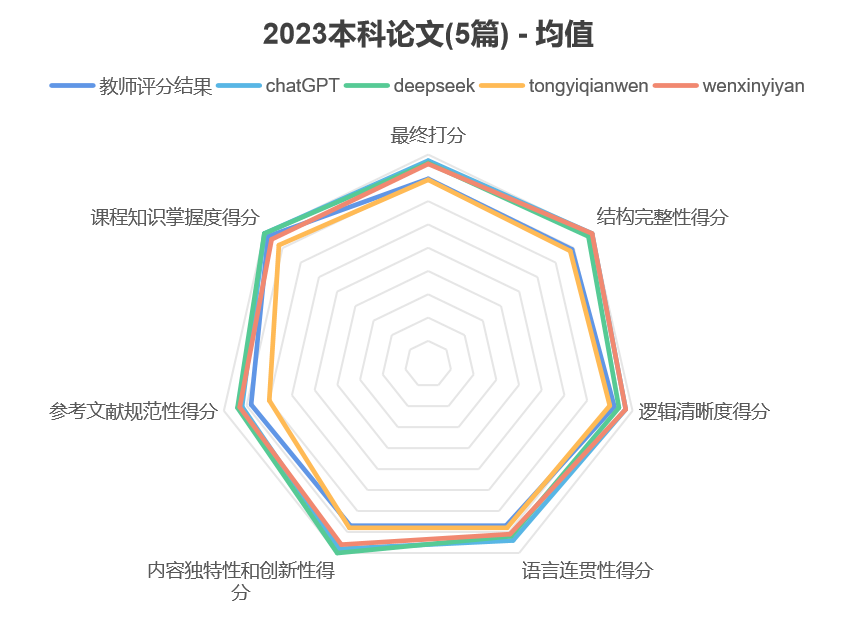 2023本科论文(5篇) - 均值
教师评分结果 chatGPT deepseek tongyiqianwen wenxinyiyan
最终打分
课程知识掌握度得分
结构完整性得分
参考文献规范性得分
逻辑清晰度得分
内容独特性和创新性得
分
语言连贯性得分